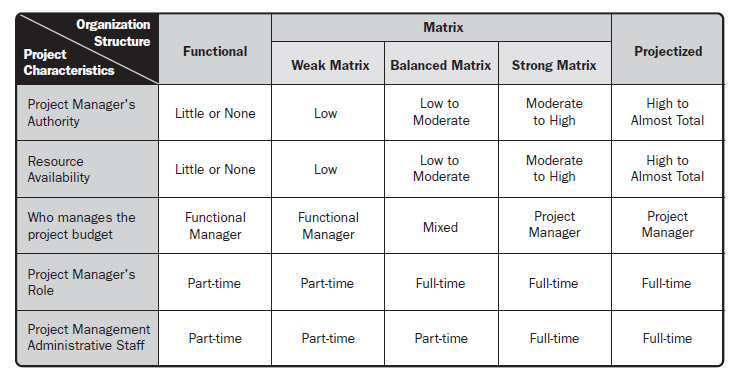 Organization
Structure
Project
Characteristics
Functional
Matrix
Weak Matrix
Balanced Matrix
Strong Matrix
Projectized
Project Manager's
Authority
Little or None
Low
Low to
Moderate
Moderate
to High
High to
Almost Total
Resource
Availability
Little or None
Low
Low to
Moderate
Moderate
to High
High to
Almost Total
Who manages the
project budget
Functional
Manager
Functional
Manager
Mixed
Project
Manager
Project
Manager
Project Manager's
Role
Part-time
Part-time
Full-time
Full-time
Full-time
Project Management
Administrative Staff
Part-time
Part-time
Part-time
Full-time
Full-time